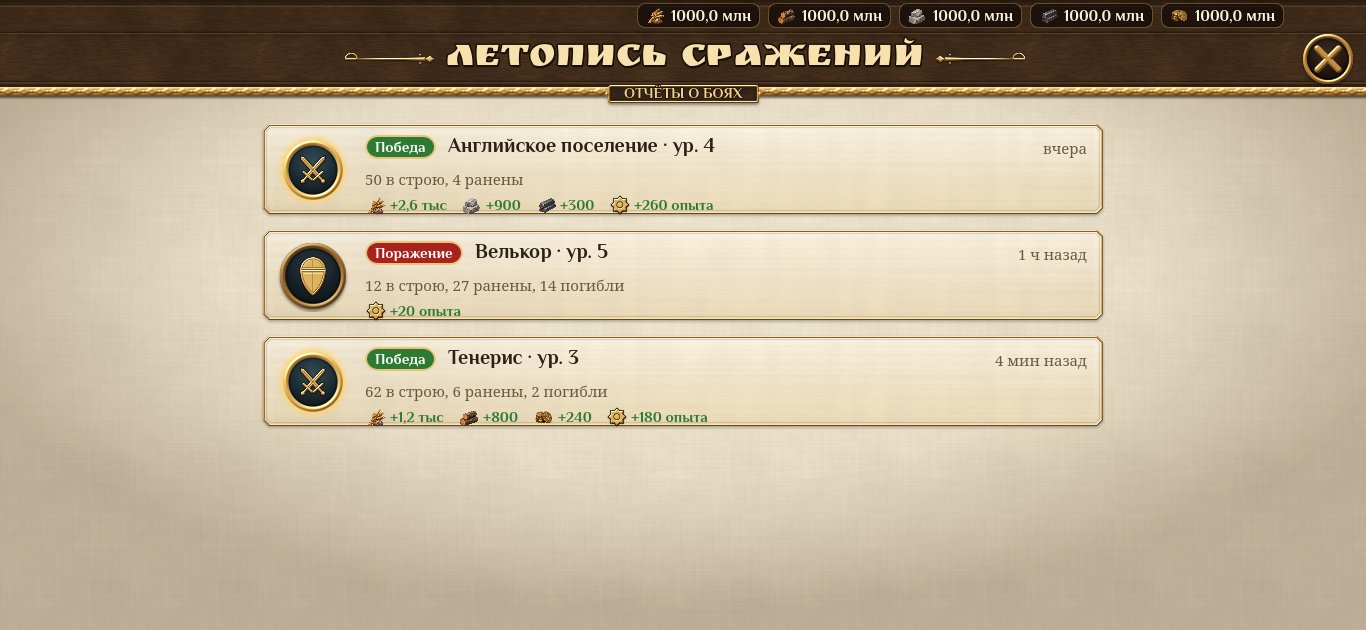 1000,0 млн 1000,0 млн 1000,0 млн 1000,0 млн 1000,0 млн
ЛЕТОПИСЬ СРАЖЕНИЙ
ОТЧЁТЫ О БОЯХ
Победа Английское поселение · ур. 4 вчера
50 в строю, 4 ранены
+2,6 тыс +900 +300 +260 опыта
Поражение Велькор · ур. 5 1 ч назад
12 в строю, 27 ранены, 14 погибли
+20 опыта
Победа Тенерис · ур. 3 4 мин назад
62 в строю, 6 ранены, 2 погибли
+1,2 тыс +800 +240 +180 опыта